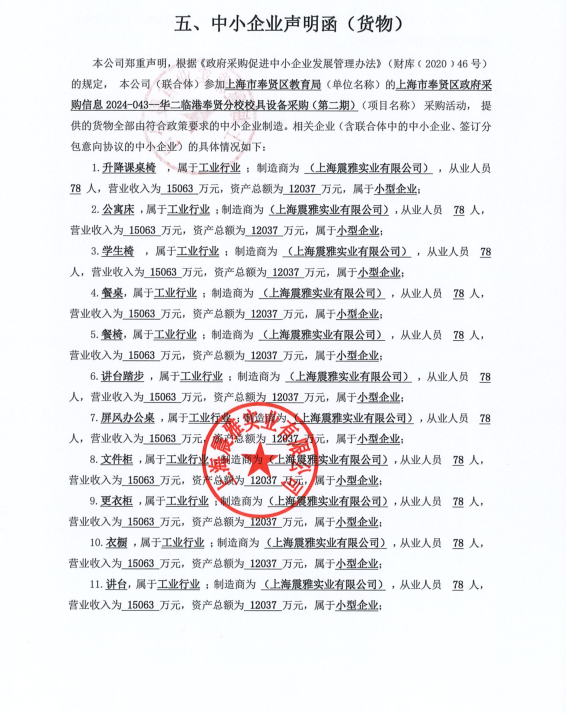 五、中小企业声明函（货物）
本公司郑重声明，根据《政府采购促进中小企业发展管理办法》（财库﹝2020﹞46号）
的规定， 本公司（联合体）参加上海市奉贤区教育局（单位名称）的上海市奉贤区政府采
购信息2024-043—华二临港奉贤分校校具设备采购（第二期）（项目名称） 采购活动， 提
供的货物全部由符合政策要求的中小企业制造。相关企业（含联合体中的中小企业、签订分
包意向协议的中小企业）的具体情况如下：
1.升降课桌椅 ，属于工业行业 ；制造商为 （上海震雅实业有限公司） ，从业人员
78 人，营业收入为 15063 万元，资产总额为 12037 万元，属于小型企业；
2.公寓床 ,属于工业行业 ;制造商为 （上海震雅实业有限公司）,从业人员 78 人，
营业收入为 15063 万元，资产总额为 12037 万元，属于小型企业；
3.学生椅 ，属于工业行业 ；制造商为 （上海震雅实业有限公司） ，从业人员 78
人，营业收入为 15063 万元，资产总额为 12037 万元，属于小型企业；
4.餐桌,属于工业行业 ;制造商为 （上海震雅实业有限公司） ,从业人员 78 人，
营业收入为 15063 万元，资产总额为 12037 万元，属于小型企业；
5.餐椅,属于工业行业 ;制造商为 （上海震雅实业有限公司） ,从业人员 78 人，
营业收入为 15063 万元，资产总额为 12037 万元，属于小型企业；
6.讲台踏步 ,属于工业行业 ;制造商为 （上海震雅实业有限公司） ,从业人员 78
人，营业收入为 15063 万元，资产总额为 12037 万元，属于小型企业；
7.屏风办公桌 ,属于工业行业 ;制造商为 （上海震雅实业有限公司） ,从业人员 78
人，营业收入为 15063 万元，资产总额为 12037 万元，属于小型企业；
8.文件柜 ,属于工业行业 ;制造商为 （上海震雅实业有限公司） ,从业人员 78 人，
营业收入为 15063 万元，资产总额为 12037 万元，属于小型企业；
9.更衣柜 ,属于工业行业 ;制造商为 （上海震雅实业有限公司）,从业人员 78 人，
营业收入为 15063 万元，资产总额为 12037 万元，属于小型企业；
10.衣橱 ,属于工业行业 ;制造商为 （上海震雅实业有限公司） ,从业人员 78 人，
营业收入为 15063 万元，资产总额为 12037 万元，属于小型企业；
11.讲台,属于工业行业 ;制造商为 （上海震雅实业有限公司） ,从业人员 78 人，
营业收入为 15063 万元，资产总额为 12037 万元，属于小型企业；
上海震雅实业有限公司